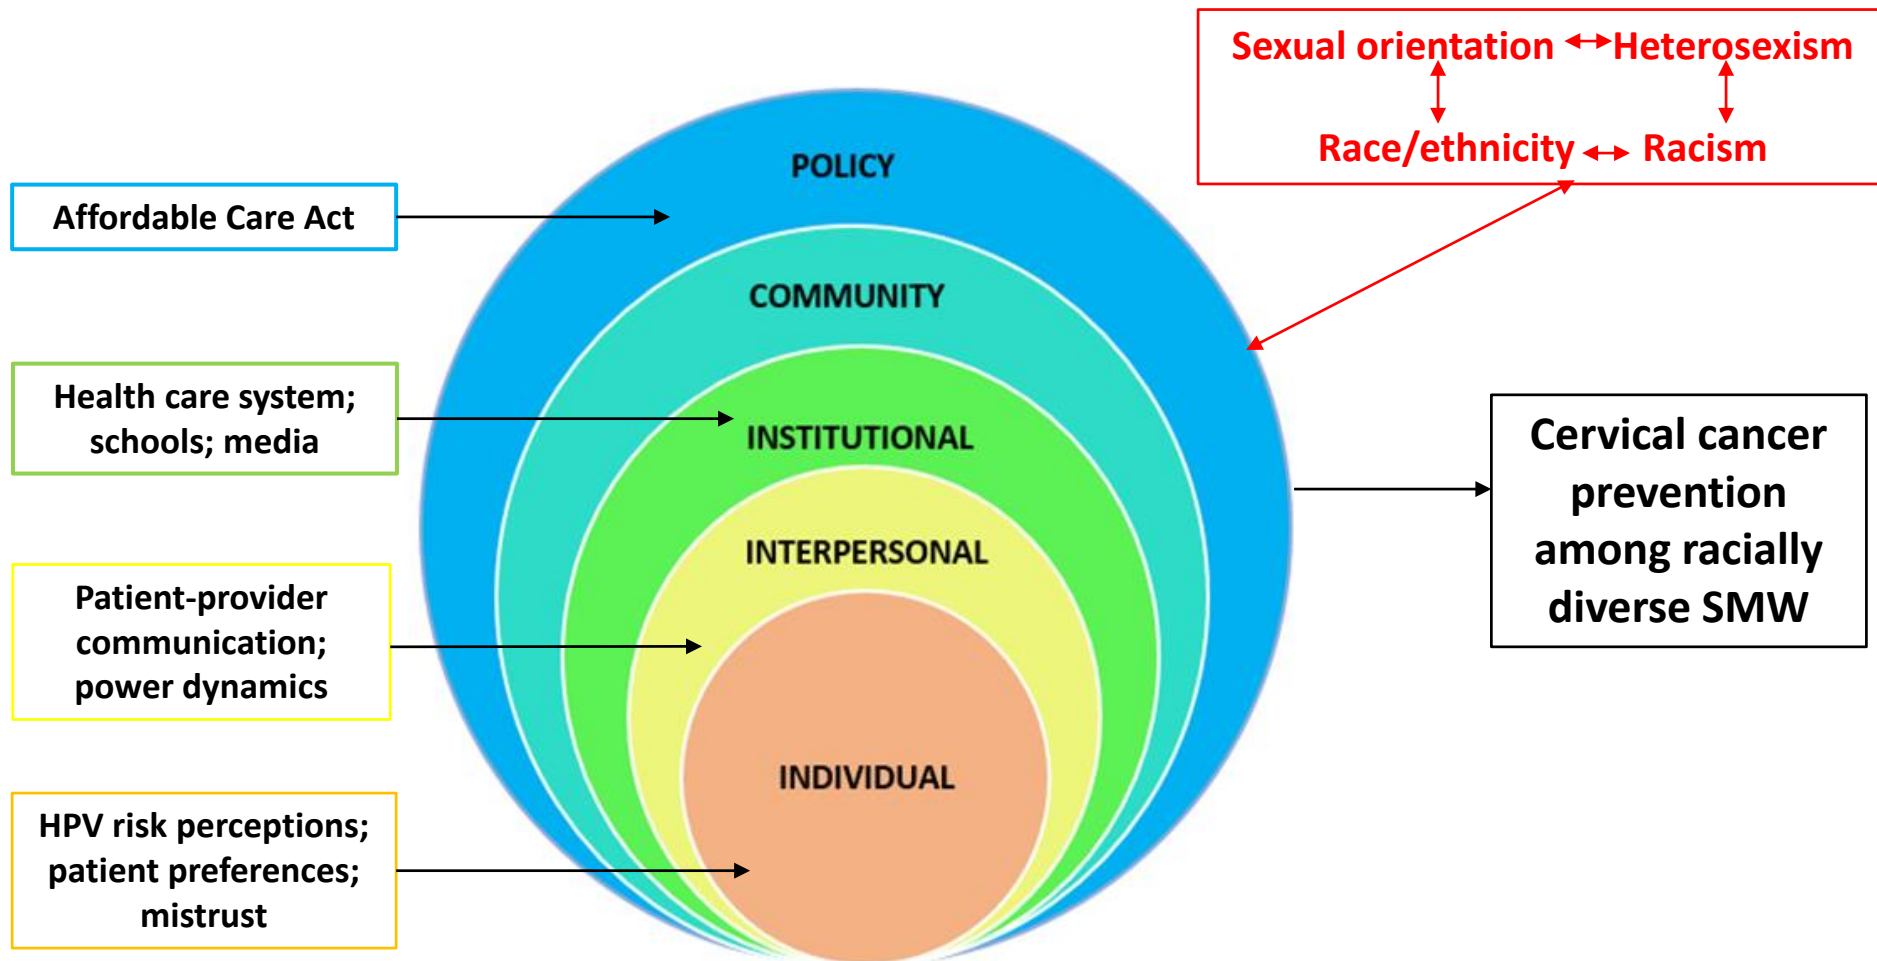 Sexual orientation Heterosexism
Race/ethnicity Racism
POLICY
Affordable Care Act
COMMUNITY
Health care system;
schools; media
INSTITUTIONAL
Cervical cancer
prevention
among racially
diverse SMW
INTERPERSONAL
Patient-provider
communication;
power dynamics
INDIVIDUAL
HPV risk perceptions;
patient preferences;
mistrust